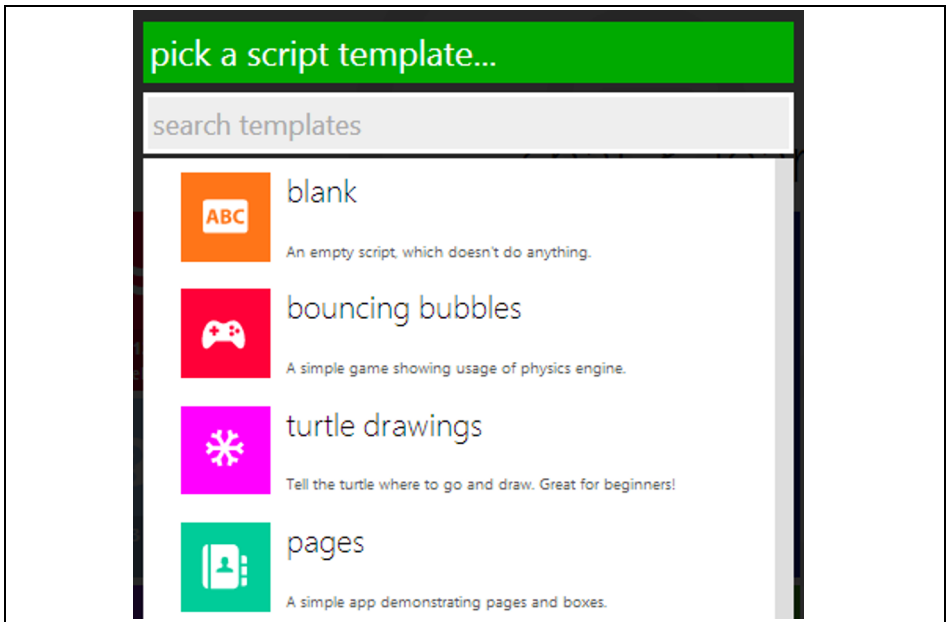 pick a script template...
search templates
ABC
blank
An empty script, which doesn't do anything.
bouncing bubbles
A simple game showing usage of physics engine.
turtle drawings
Tell the turtle where to go and draw. Great for beginners!
pages
A simple app demonstrating pages and boxes.